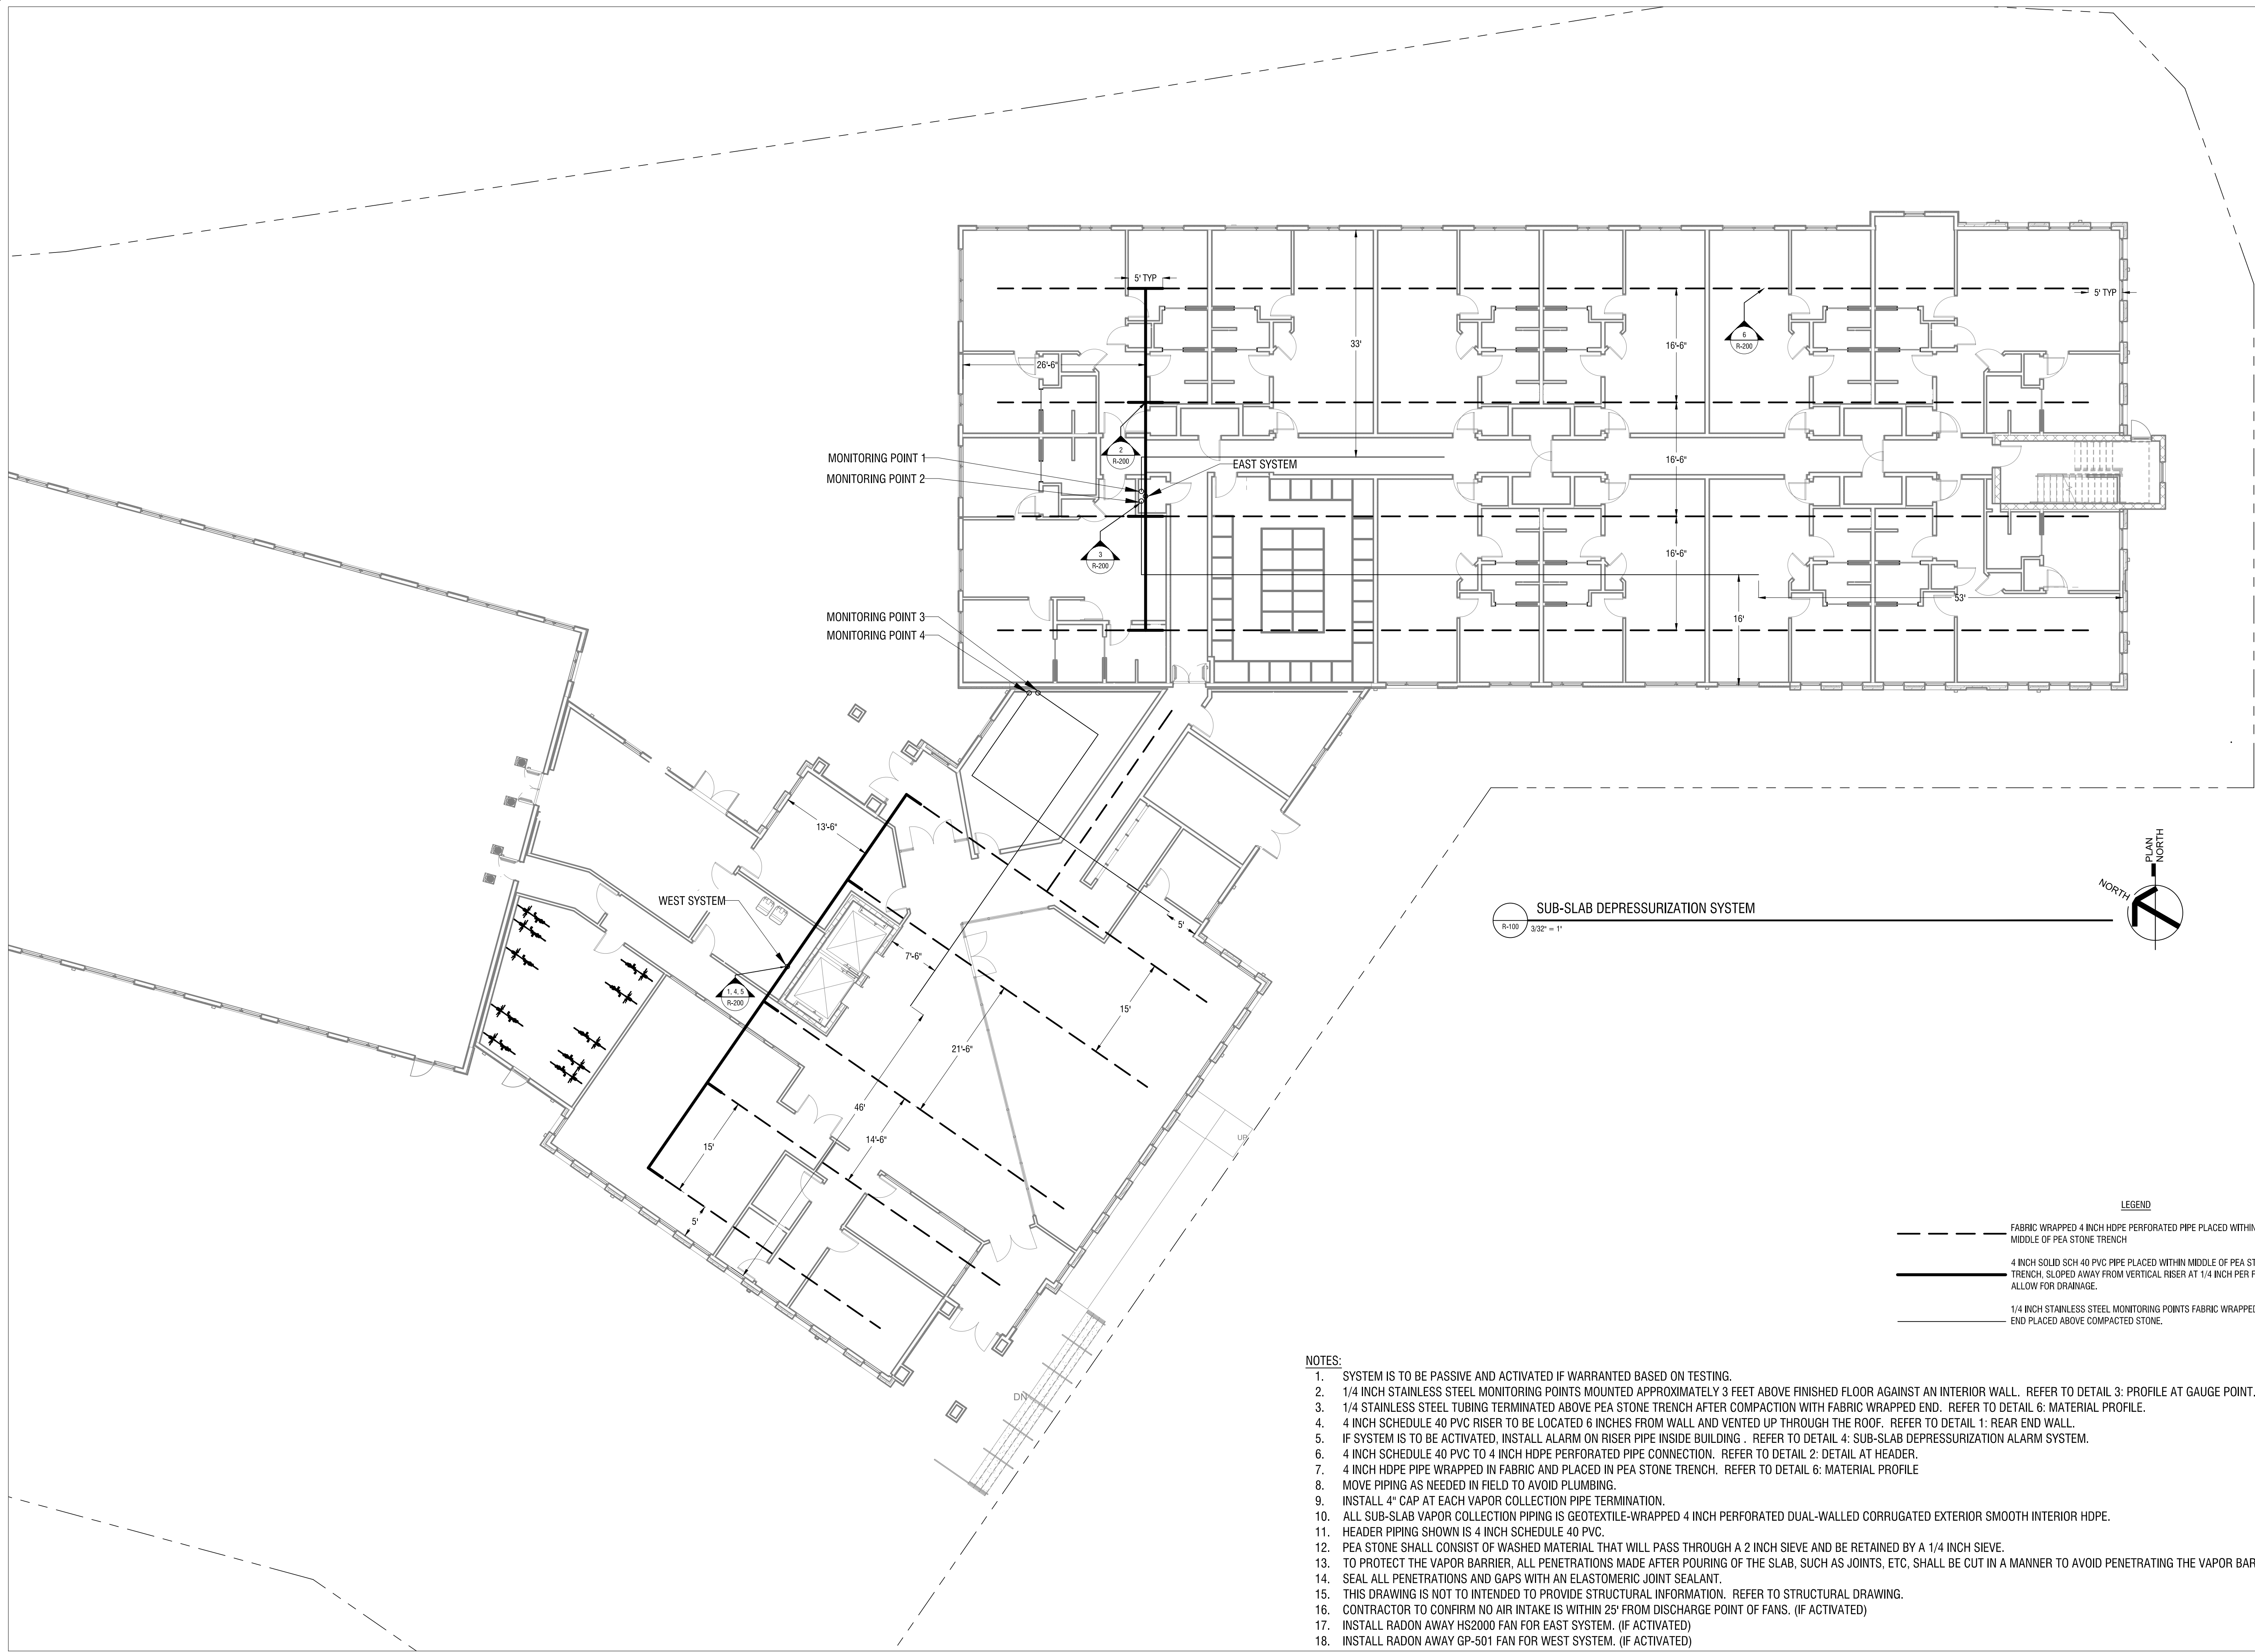 5' TYP
5' TYP
33'
16'-6"
6
R-200
26'-6"
2
R-200
MONITORING POINT 1
MONITORING POINT 2
EAST SYSTEM
16'-6"
16'-6"
3
R-200
53'
16'
MONITORING POINT 3
MONITORING POINT 4
13'-6"
WEST SYSTEM
5'
7'-6"
1, 4, 5
R-200
15'
21'-6"
46'
14'-6"
15'
5'
UP
DN
PLAN
NORTH
NORTH
SUB-SLAB DEPRESSURIZATION SYSTEM
R-100
3/32" = 1"
LEGEND
FABRIC WRAPPED 4 INCH HDPE PERFORATED PIPE PLACED WITHIN
MIDDLE OF PEA STONE TRENCH
4 INCH SOLID SCH 40 PVC PIPE PLACED WITHIN MIDDLE OF PEA
TRENCH, SLOPED AWAY FROM VERTICAL RISER AT 1/4 INCH PER
ALLOW FOR DRAINAGE.
1/4 INCH STAINLESS STEEL MONITORING POINTS FABRIC WRAPPED
END PLACED ABOVE COMPACTED STONE.
NOTES:
1. SYSTEM IS TO BE PASSIVE AND ACTIVATED IF WARRANTED BASED ON TESTING.
2. 1/4 INCH STAINLESS STEEL MONITORING POINTS MOUNTED APPROXIMATELY 3 FEET ABOVE FINISHED FLOOR AGAINST AN INTERIOR WALL. REFER TO DETAIL 3: PROFILE AT GAUGE POINT.
3. 1/4 STAINLESS STEEL TUBING TERMINATED ABOVE PEA STONE TRENCH AFTER COMPACTION WITH FABRIC WRAPPED END. REFER TO DETAIL 6: MATERIAL PROFILE.
4. 4 INCH SCHEDULE 40 PVC RISER TO BE LOCATED 6 INCHES FROM WALL AND VENTED UP THROUGH THE ROOF. REFER TO DETAIL 1: REAR END WALL.
5. IF SYSTEM IS TO BE ACTIVATED, INSTALL ALARM ON RISER PIPE INSIDE BUILDING . REFER TO DETAIL 4: SUB-SLAB DEPRESSURIZATION ALARM SYSTEM.
6. 4 INCH SCHEDULE 40 PVC TO 4 INCH HDPE PERFORATED PIPE CONNECTION. REFER TO DETAIL 2: DETAIL AT HEADER.
7. 4 INCH HDPE PIPE WRAPPED IN FABRIC AND PLACED IN PEA STONE TRENCH. REFER TO DETAIL 6: MATERIAL PROFILE
8. MOVE PIPING AS NEEDED IN FIELD TO AVOID PLUMBING.
9. INSTALL 4" CAP AT EACH VAPOR COLLECTION PIPE TERMINATION.
10. ALL SUB-SLAB VAPOR COLLECTION PIPING IS GEOTEXTILE-WRAPPED 4 INCH PERFORATED DUAL-WALLED CORRUGATED EXTERIOR SMOOTH INTERIOR HDPE.
11. HEADER PIPING SHOWN IS 4 INCH SCHEDULE 40 PVC.
12. PEA STONE SHALL CONSIST OF WASHED MATERIAL THAT WILL PASS THROUGH A 2 INCH SIEVE AND BE RETAINED BY A 1/4 INCH SIEVE.
13. TO PROTECT THE VAPOR BARRIER, ALL PENETRATIONS MADE AFTER POURING OF THE SLAB, SUCH AS JOINTS, ETC, SHALL BE CUT IN A MANNER TO AVOID PENETRATING THE VAPOR
14. SEAL ALL PENETRATIONS AND GAPS WITH AN ELASTOMERIC JOINT SEALANT.
15. THIS DRAWING IS NOT TO INTENDED TO PROVIDE STRUCTURAL INFORMATION. REFER TO STRUCTURAL DRAWING.
16. CONTRACTOR TO CONFIRM NO AIR INTAKE IS WITHIN 25' FROM DISCHARGE POINT OF FANS. (IF ACTIVATED)
17. INSTALL RADON AWAY HS2000 FAN FOR EAST SYSTEM. (IF ACTIVATED)
18. INSTALL RADON AWAY GP-501 FAN FOR WEST SYSTEM. (IF ACTIVATED)